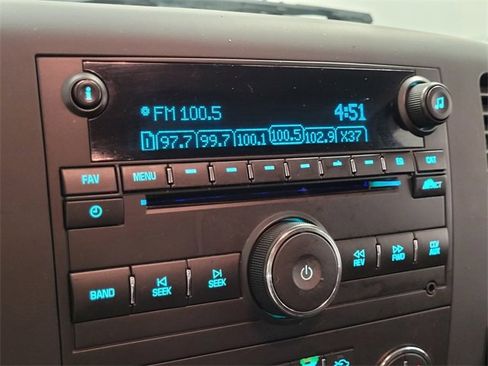 FM 100.5 4:51
1 97.7 99.7 100.1 100.5 102.9 X37
FAV MENU CAT
SEEK SEEK REV FWD CD/AUX
BAND